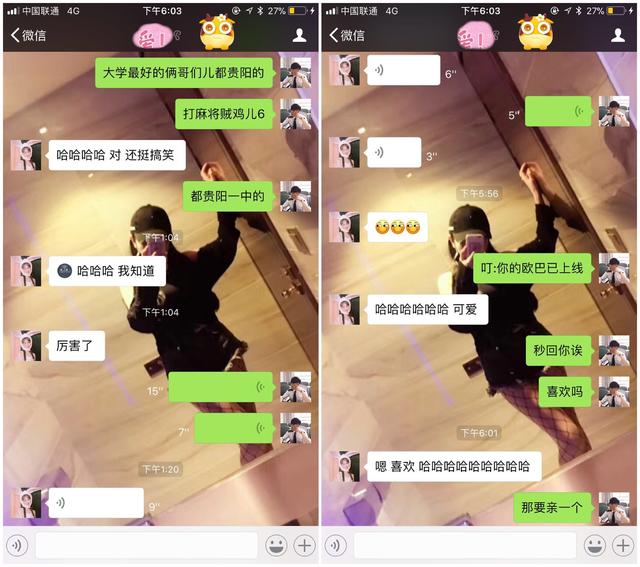 中国联通 4G
下午6:03
27%
微信
爱!
大学最好的俩哥们儿都贵阳的
打麻将贼鸡儿6
哈哈哈哈 对 还挺搞笑
都贵阳一中的
下午1:04
哈哈哈 我知道
下午1:04
厉害了
15"
7"
下午1:20
9"
中国联通 4G
下午6:03
27%
微信
爱!
6"
5"
3"
下午5:56
叮:你的欧巴已上线
哈哈哈哈哈哈 可爱
秒回你诶
喜欢吗
下午6:01
嗯 喜欢 哈哈哈哈哈哈哈哈哈
那要亲一个